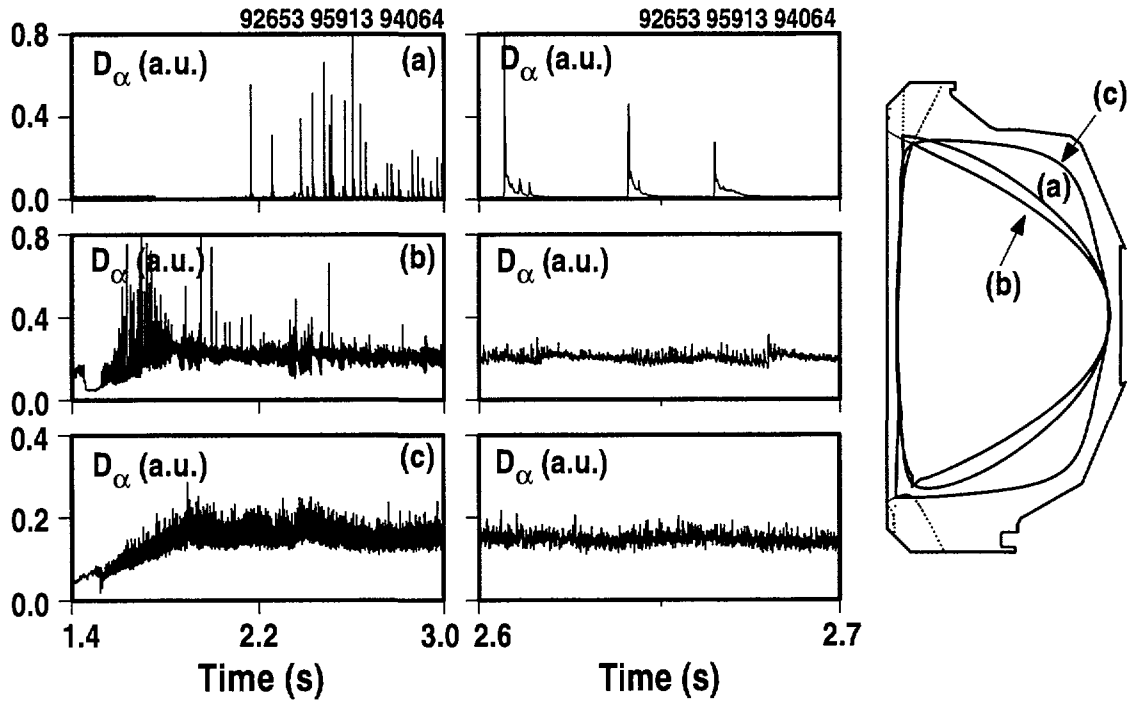 92653 95913 94064
92653 95913 94064
0.8
Dα (a.u.)
(a)
Dα (a.u.)
0.4
0.0
0.8
Dα (a.u.)
(b)
Dα (a.u.)
0.4
0.0
0.4
Dα (a.u.)
(c)
Dα (a.u.)
0.2
0.0
1.4 2.2 3.0 2.6 2.7
Time (s)
Time (s)
(c)
(a)
(b)